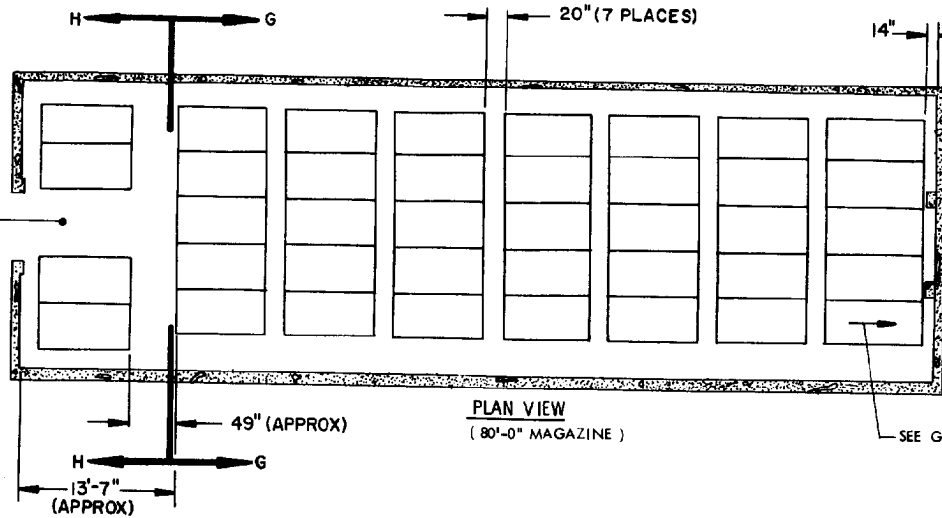 H G
20" (7 PLACES)
14"
49" (APPROX)
PLAN VIEW
( 80'-0" MAGAZINE )
SEE G
H G
13'-7"
(APPROX)